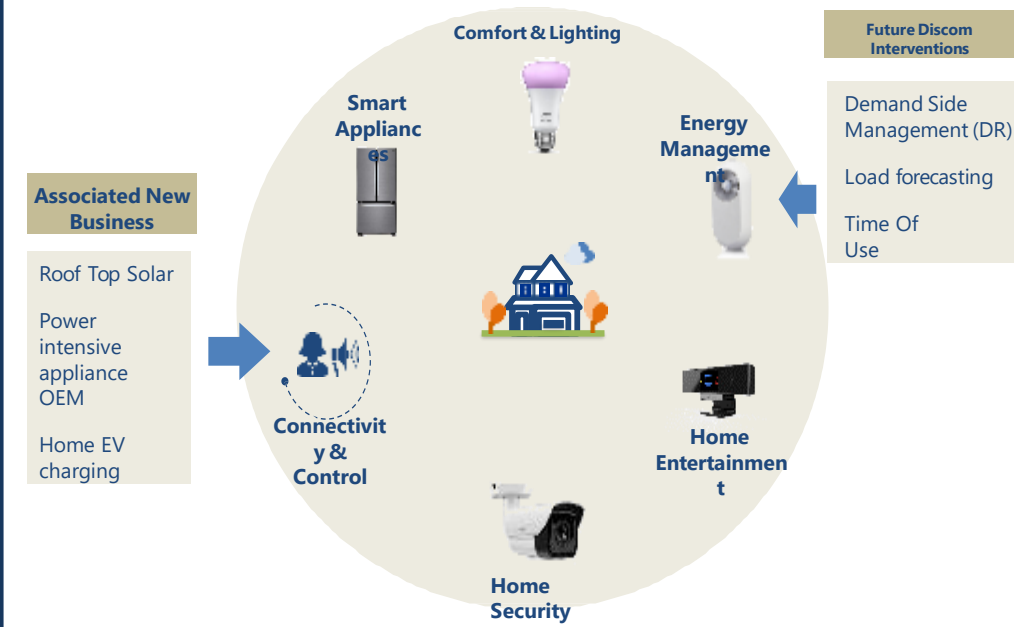 Comfort & Lighting
Future Discom
Interventions
Smart
Applianc
es
Energy
Manageme
nt
Demand Side
Management (DR)
Load forecasting
Time Of
Use
Associated New
Business
Roof Top Solar
Power
intensive
appliance
OEM
Home EV
charging
Connectivit
y &
Control
Home
Entertainmen
t
Home
Security